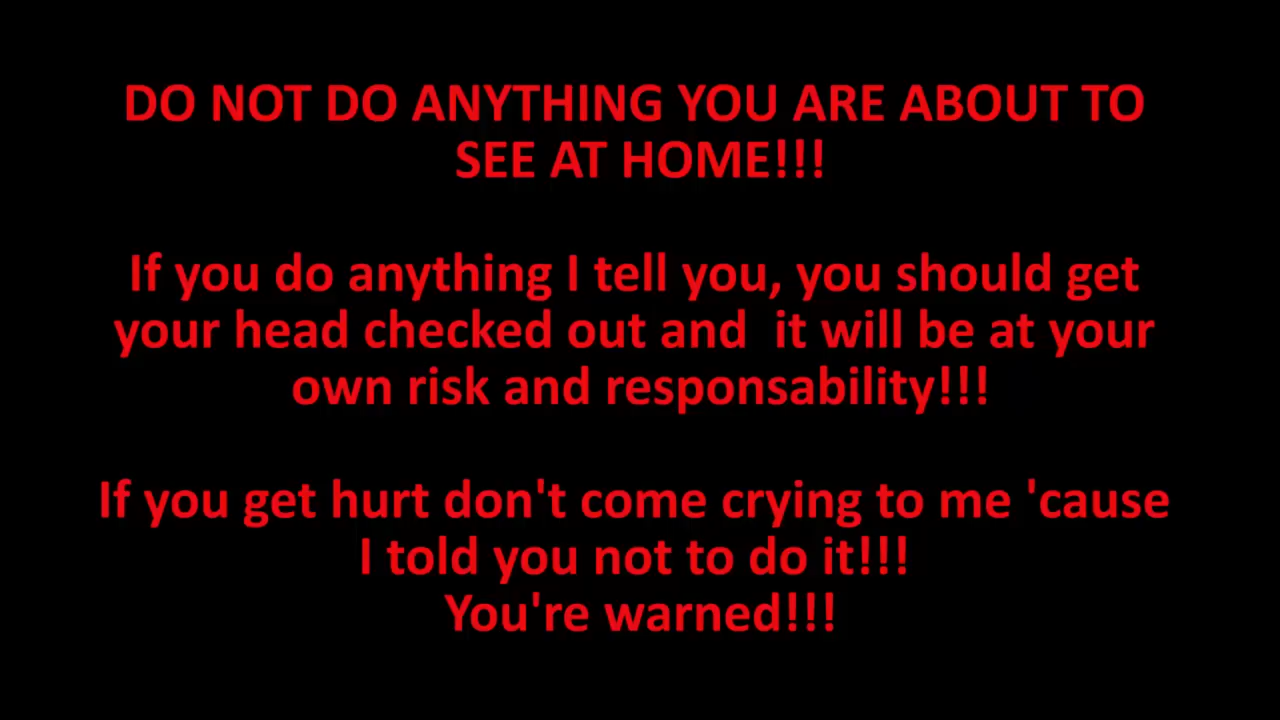 DO NOT DO ANYTHING YOU ARE ABOUT TO
SEE AT HOME!!!
If you do anything I tell you, you should get
your head checked out and  it will be at your
own risk and responsability!!!
If you get hurt don't come crying to me 'cause
I told you not to do it!!!
You're warned!!!